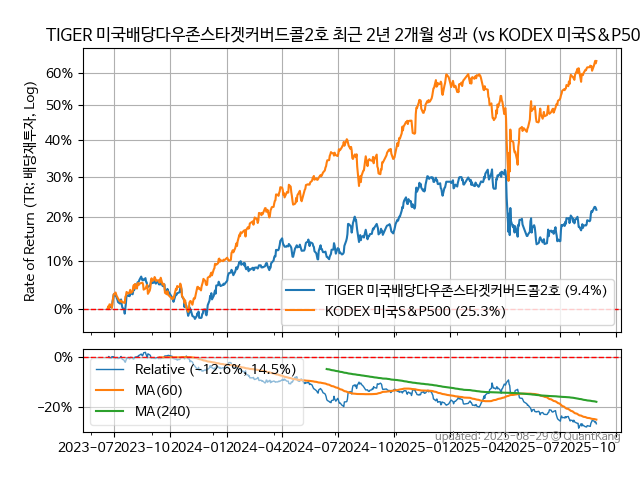 TIGER 미국배당다우존스타겟커버드콜2호 최근 2년 2개월 성과 (vs KODEX 미국S&P50
Rate of Return (TR: 배당재투자, Log)
60%
50%
40%
30%
20%
10%
0%
TIGER 미국배당다우존스타겟커버드콜2호 (9.4%)
KODEX 미국S&P500 (25.3%)
0%
−20%
Relative (−12.6%, 14.5%)
MA(60)
MA(240)
updated: 2025-08-29 © QuantKang
2023-07 2023-10 2024-01 2024-04 2024-07 2024-10 2025-01 2025-04 2025-07 2025-10